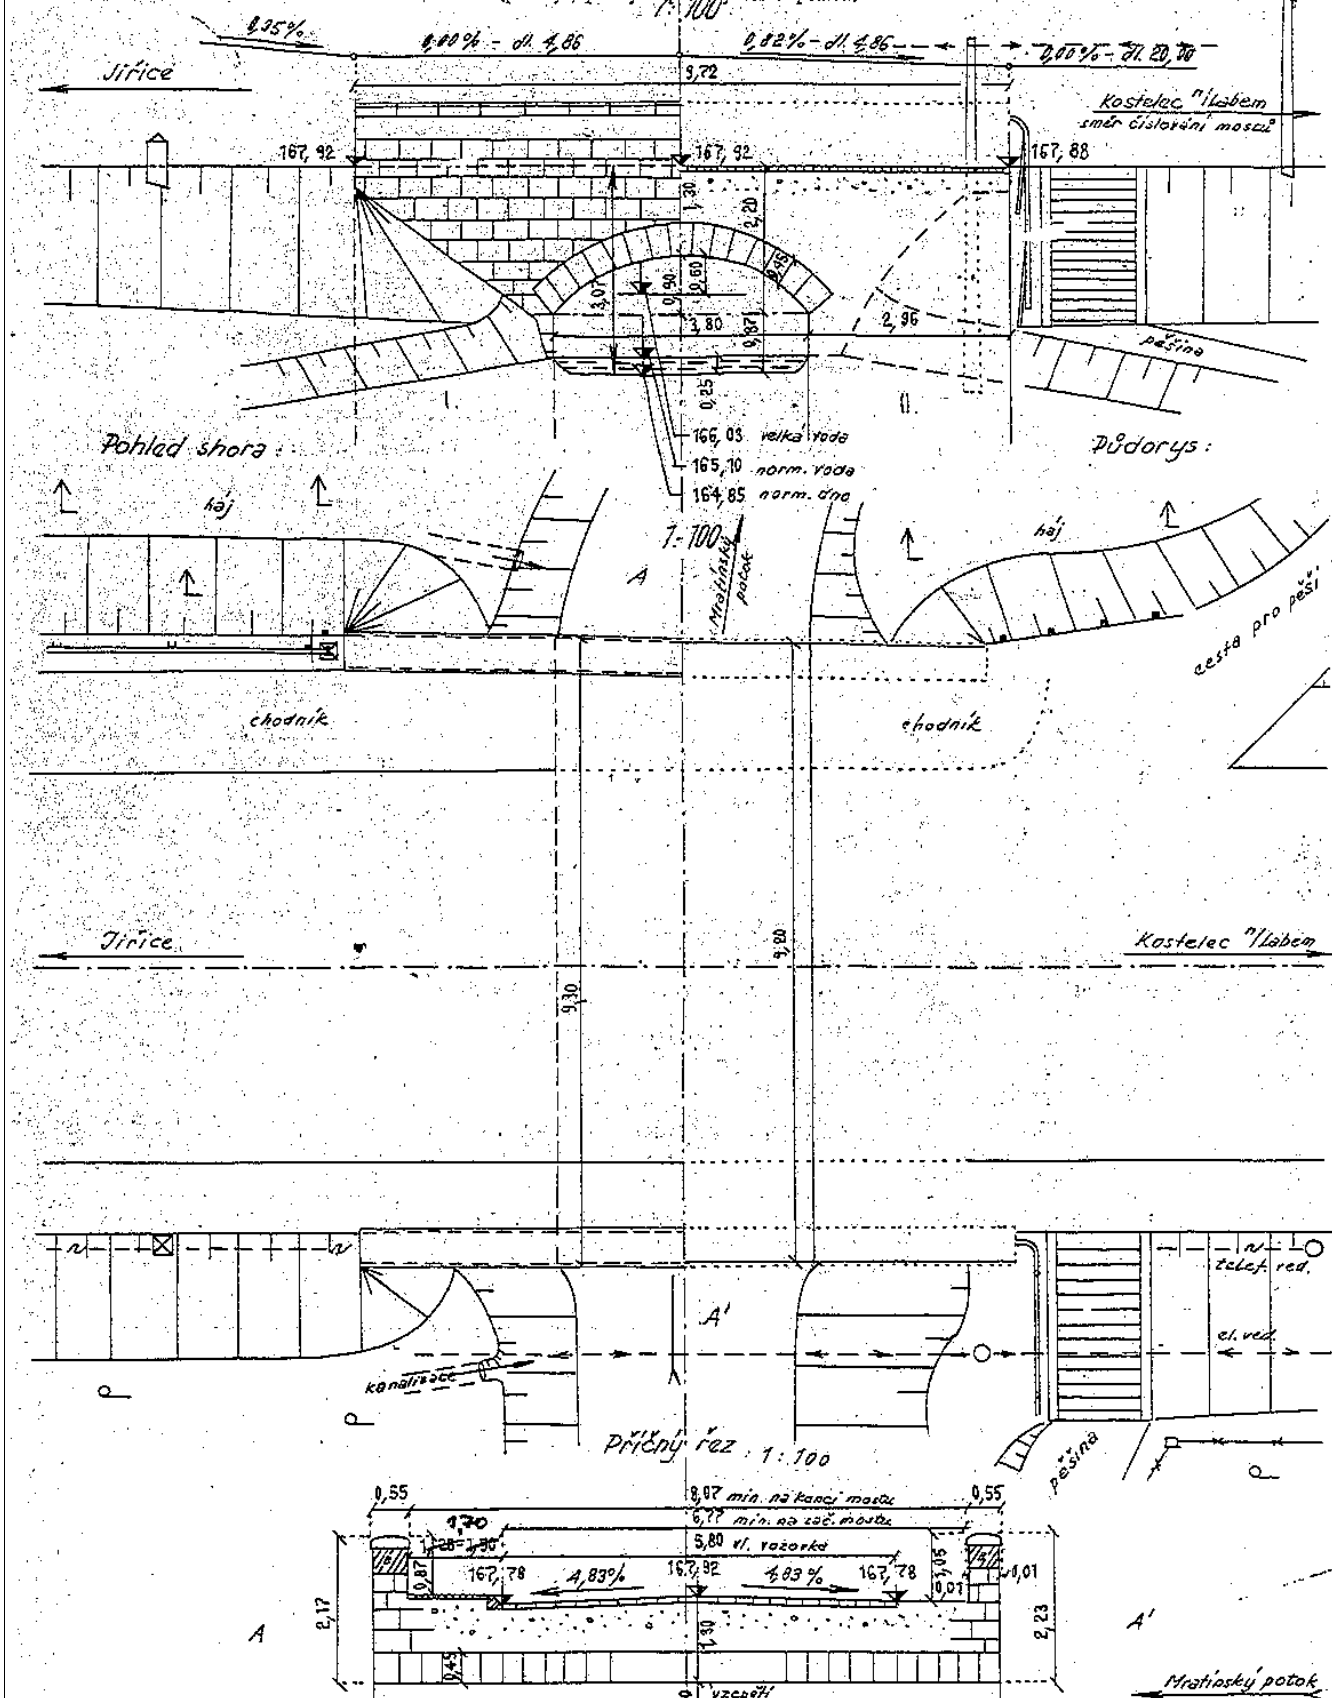 1:100
0,35%
0,00% - dl. 4,86
0,82% - dl. 4,86
0,00% - dl. 20,00
Jiřice
9,72
Kostelec n/Labem
směr číslování mostů
167,92
167,92
167,88
1,30
2,20
0,45
3,07
0,90
0,60
3,80
0,87
2,96
pěšina
0,25
I.
II.
166,03 velká voda
165,10 norm. voda
164,85 norm. dno
Pohled shora :
Půdorys :
1:100
háj
háj
A
Mratínský
potok
cesta pro pěší
chodník
chodník
Jiřice
Kostelec n/Labem
9,30
9,20
telef. ved.
A'
el. ved.
kanalisace
pěšina
Příčný řez 1:100
0,55
8,07 min. na konci mostu
0,55
6,77 min. na zač. mostu
1,70
5,80 vl. vozovka
0,87
167,78
4,83%
167,92
4,83%
167,78
1,05
0,01
0,01
2,17
2,23
A
A'
1,30
0,45
Mratínský potok